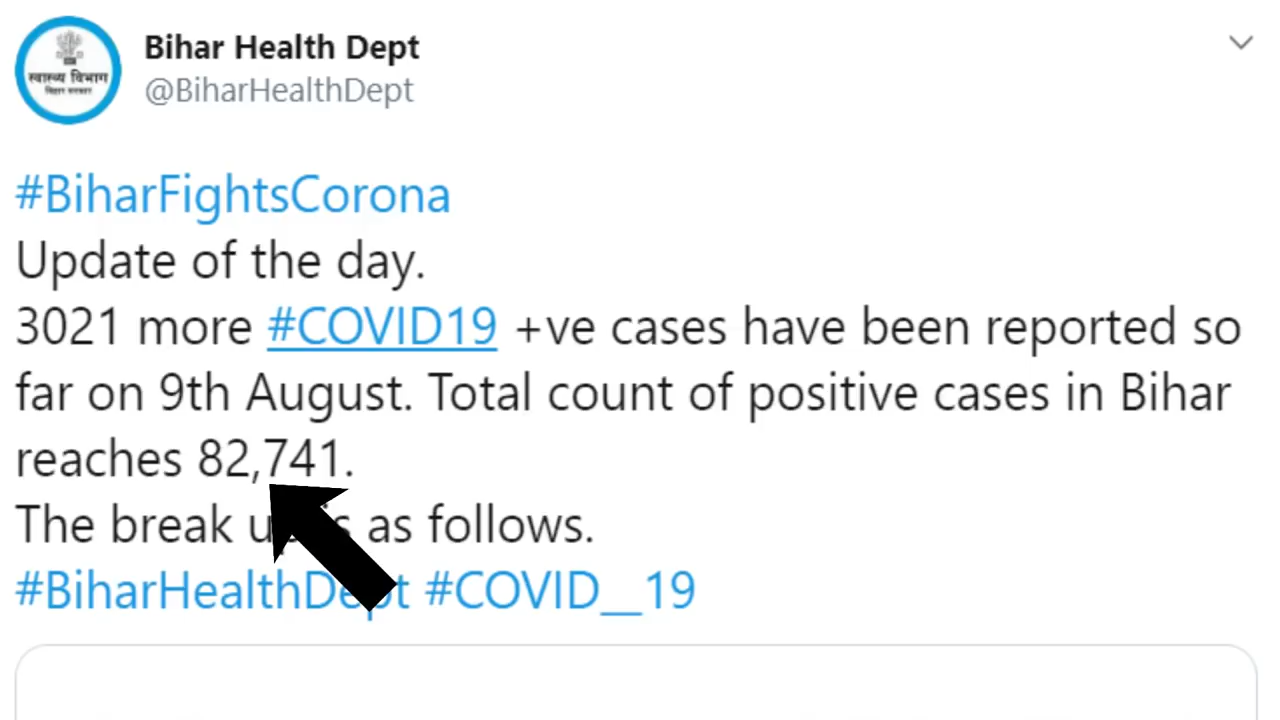 Bihar Health Dept
@BiharHealthDept
स्वास्थ्य विभाग
बिहार सरकार
#BiharFightsCorona
Update of the day.
3021 more #COVID19 +ve cases have been reported so
far on 9th August. Total count of positive cases in Bihar
reaches 82,741.
The break as follows.
#BiharHealthDept #COVID__19